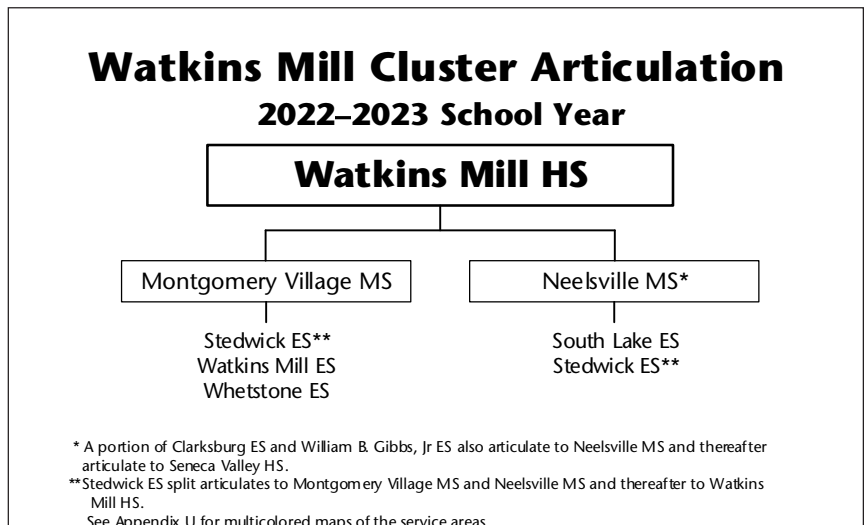 Watkins Mill Cluster Articulation
2022–2023 School Year
Watkins Mill HS
Montgomery Village MS
Neelsville MS*
Stedwick ES**
Watkins Mill ES
Whetstone ES
South Lake ES
Stedwick ES**
* A portion of Clarksburg ES and William B. Gibbs, Jr ES also articulate to Neelsville MS and thereafter
articulate to Seneca Valley HS.
**Stedwick ES split articulates to Montgomery Village MS and Neelsville MS and thereafter to Watkins
Mill HS.
See Appendix U for multicolored maps of the service areas